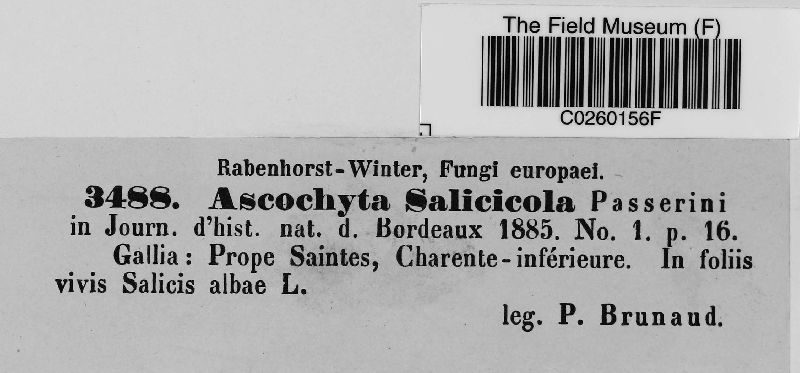 The Field Museum (F)
C0260156F
Rabenhorst-Winter, Fungi europaei.
3488. Ascochyta Salicicola Passerini
in Journ. d'hist. nat. d. Bordeaux 1885. No. 1. p. 16.
Gallia: Prope Saintes, Charente-inférieure. In foliis
vivis Salicis albae L.
leg. P. Brunaud.